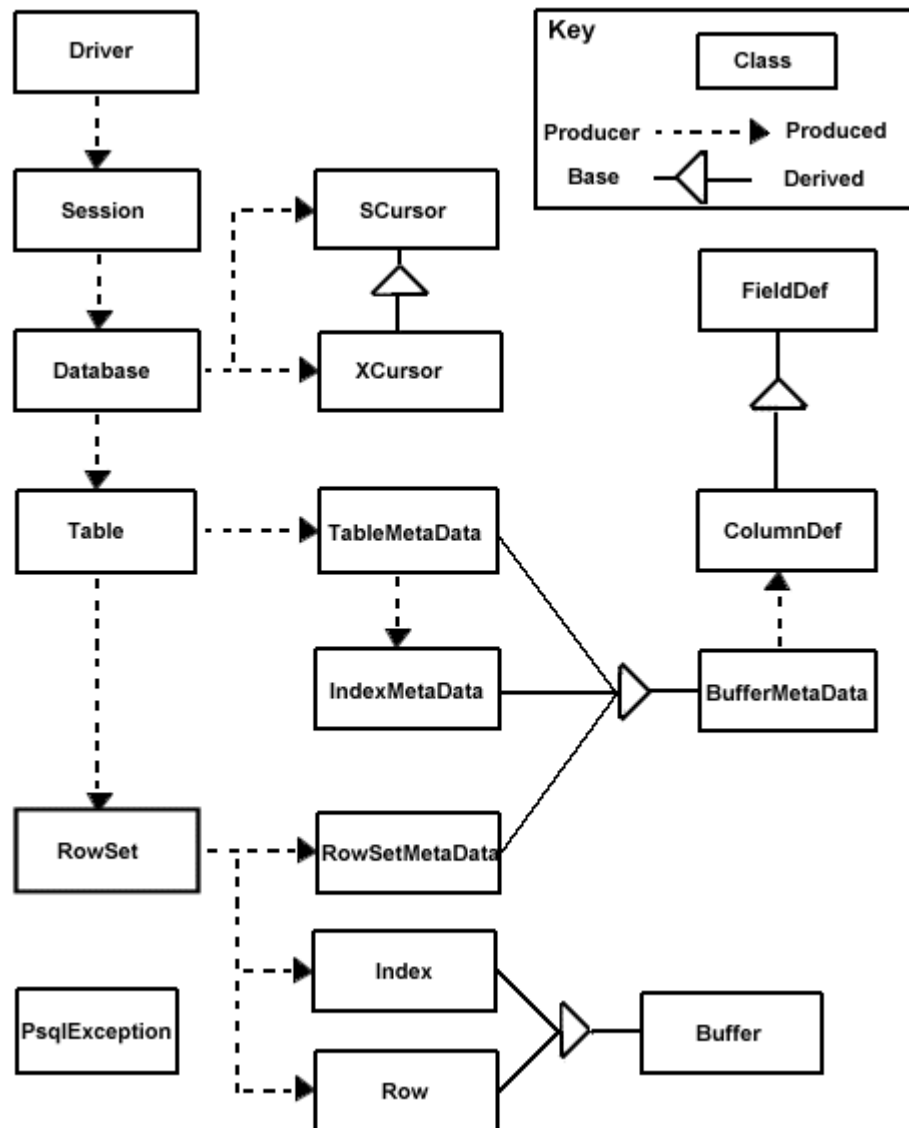 Driver
Key
Class
Producer
Produced
Base
Derived
Session
SCursor
FieldDef
Database
XCursor
Table
TableMetaData
ColumnDef
IndexMetaData
BufferMetaData
RowSet
RowSetMetaData
Index
PsqlException
Buffer
Row